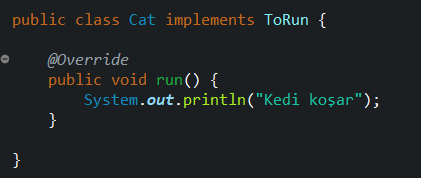 public class Cat implements ToRun {
@Override
public void run() {
System.out.println("Kedi koşar");
}
}